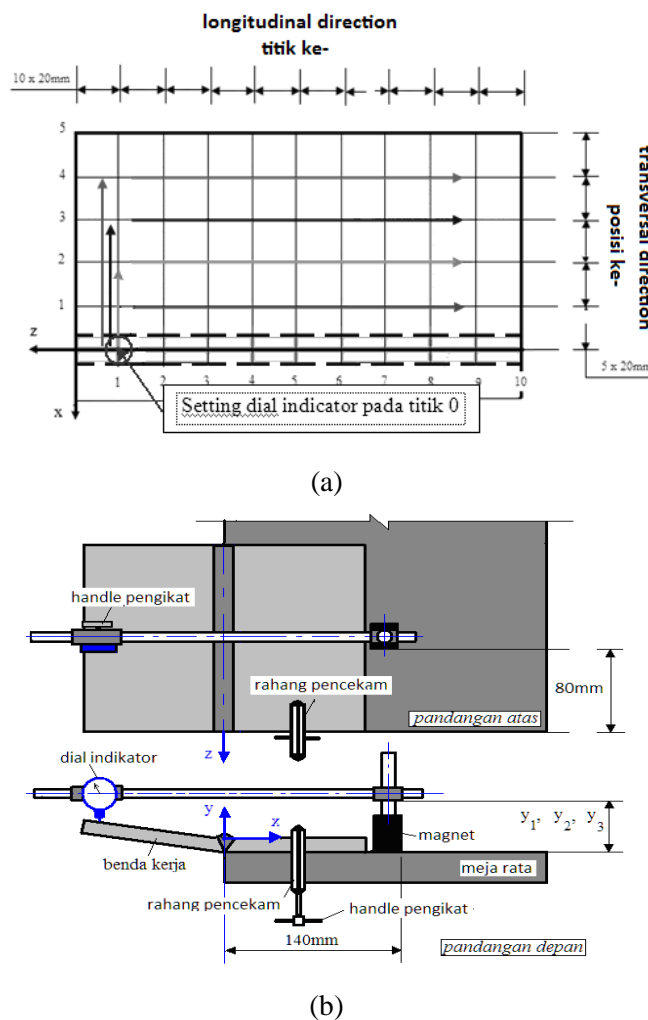 longitudinal direction
titik ke-
10 x 20mm
5
4
3
2
1
transversal direction
posisi ke-
z
1 2 3 4 5 6 7 8 9 10
5 x 20mm
x
Setting dial indicator pada titik 0
(a)
handle pengikat
rahang pencekam
80mm
pandangan atas
z
dial indikator
y
z
y₁, y₂, y₃
magnet
benda kerja
meja rata
rahang pencekam
handle pengikat
140mm
pandangan depan
(b)